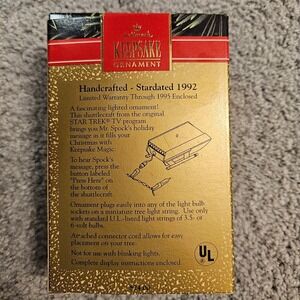 Hallmark
KEEPSAKE
ORNAMENT
Handcrafted - Stardated 1992
Limited Warranty Through 1995 Enclosed
A fascinating lighted ornament!
This shuttlecraft from the original
STAR TREK® TV program
brings you Mr. Spock's holiday
message as it fills your
Christmas with
Keepsake Magic.
To hear Spock's
message, press the
button labeled
"Press Here" on
the bottom of
the shuttlecraft.
Ornament plugs easily into any of the light bulb
sockets on a miniature tree light string. Use only
with standard U.L.-listed light strings of 3.5- or
6-volt bulbs.
Attached connector cord allows for easy
placement on your tree.
Not for use with blinking lights.
Complete display instructions enclosed.
UL